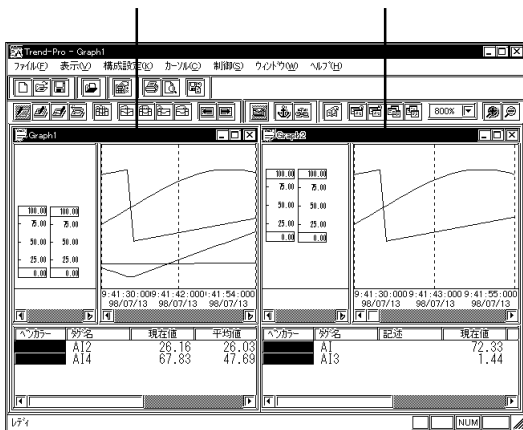 Trend-Pro - Graph1
ファイル(F) 表示(V) 構成設定(K) カーソル(C) 制御(S) ウィンドウ(W) ヘルプ(H)
800%
Graph1
100.00 100.00
75.00 75.00
50.00 50.00
25.00 25.00
0.00 0.00
9:41:30:000 9:41:42:000 9:41:54:000
98/07/13 98/07/13 98/07/13
ペンカラー タグ名 現在値 平均値
AI2 26.16 26.03
AI4 67.83 47.69
Graph2
100.00 100.00
75.00 75.00
50.00 50.00
25.00 25.00
0.00 0.00
9:41:30:000 9:41:43:000 9:41:55:000
98/07/13 98/07/13 98/07/13
ペンカラー タグ名 記述 現在値
AI 72.33
AI3 1.44
レディ
NUM